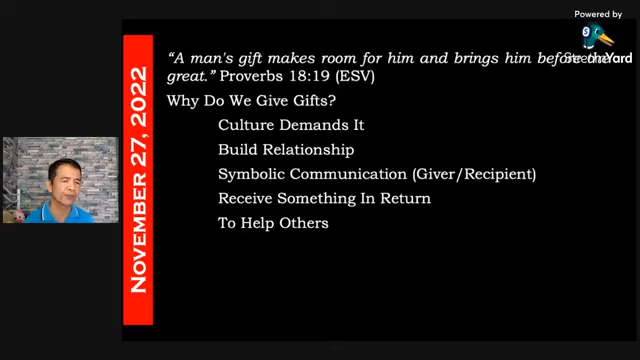 Powered by
StreamYard
"A man's gift makes room for him and brings him before the
great." Proverbs 18:19 (ESV)
Why Do We Give Gifts?
Culture Demands It
Build Relationship
Symbolic Communication (Giver/Recipient)
Receive Something In Return
To Help Others
November 27, 2022